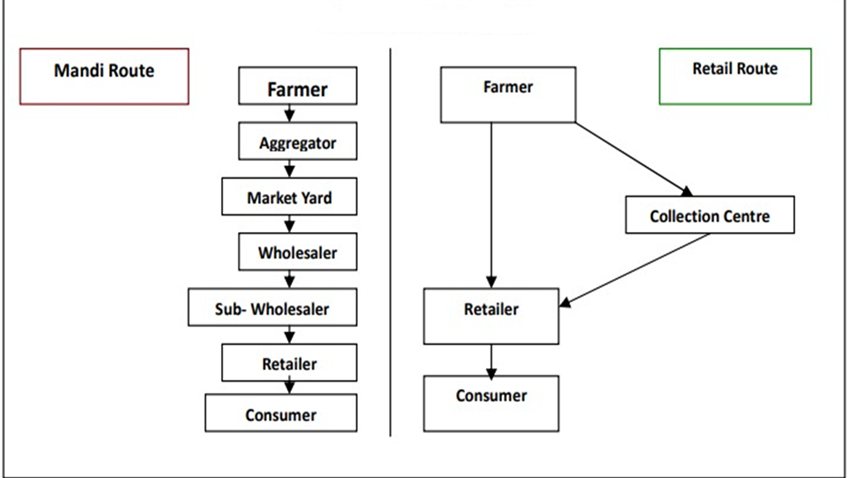 Mandi Route
Farmer
Aggregator
Market Yard
Wholesaler
Sub- Wholesaler
Retailer
Consumer
Retail Route
Farmer
Collection Centre
Retailer
Consumer